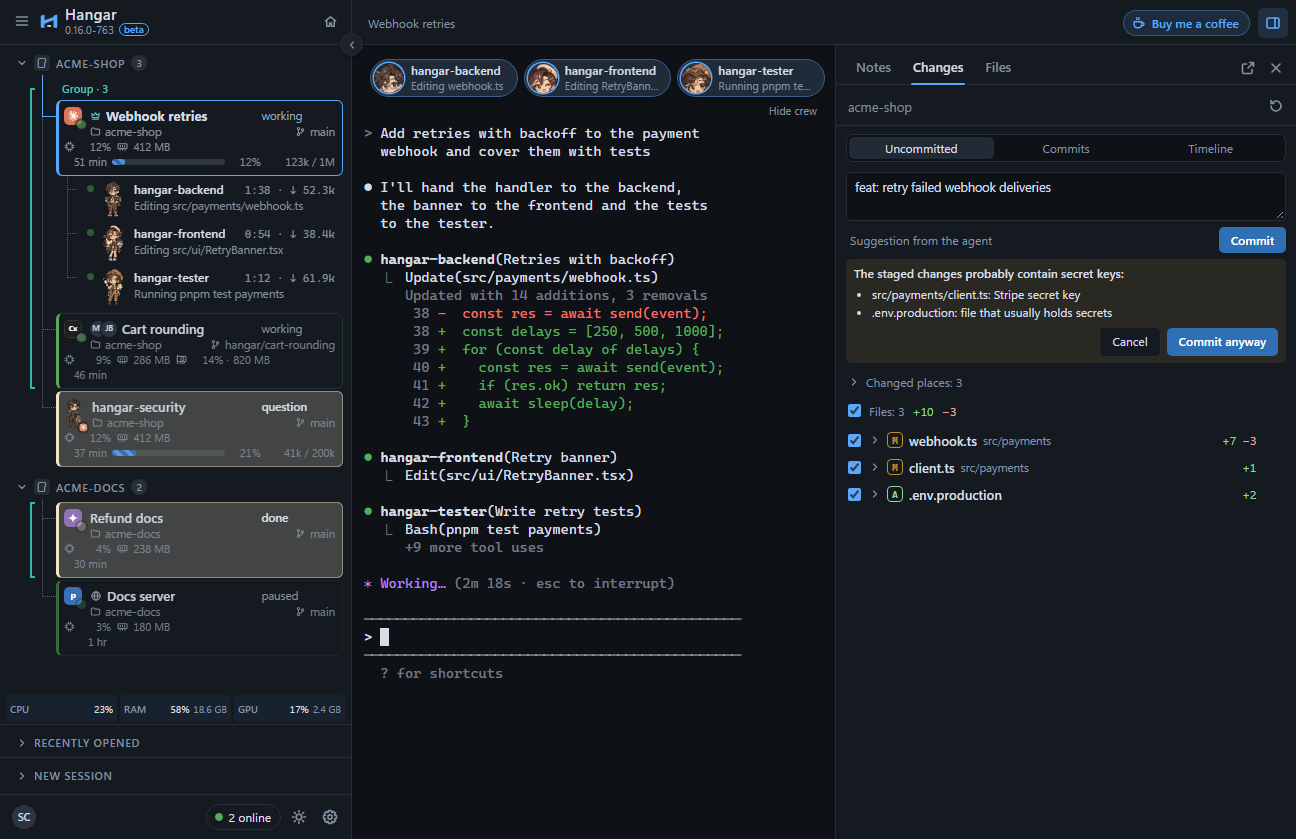 Hangar
0.16.0-763 beta
ACME-SHOP 3
Group · 3
Webhook retries working
acme-shop main
12% 412 MB
51 min 12% 123k / 1M
hangar-backend 1:38 · ↓ 52.3k
Editing src/payments/webhook.ts
hangar-frontend 0:54 · ↓ 38.4k
Editing src/ui/RetryBanner.tsx
hangar-tester 1:12 · ↓ 61.9k
Running pnpm test payments
Cx M JB Cart rounding working
acme-shop hangar/cart-rounding
9% 286 MB 14% · 820 MB
46 min
hangar-security question
acme-shop main
12% 412 MB
37 min 21% 41k / 200k
ACME-DOCS 2
Refund docs done
acme-docs main
4% 238 MB
30 min
P Docs server paused
acme-docs main
3% 180 MB
1 hr
CPU 23% RAM 58% 18.6 GB GPU 17% 2.4 GB
RECENTLY OPENED
NEW SESSION
SC 2 online
Webhook retries
Buy me a coffee
hangar-backend
Editing webhook.ts
hangar-frontend
Editing RetryBann...
hangar-tester
Running pnpm te...
Hide crew
> Add retries with backoff to the payment
webhook and cover them with tests
● I'll hand the handler to the backend,
the banner to the frontend and the tests
to the tester.
● hangar-backend(Retries with backoff)
⎿ Update(src/payments/webhook.ts)
Updated with 14 additions, 3 removals
38 - const res = await send(event);
38 + const delays = [250, 500, 1000];
39 + for (const delay of delays) {
40 + const res = await send(event);
41 + if (res.ok) return res;
42 + await sleep(delay);
43 + }
● hangar-frontend(Retry banner)
⎿ Edit(src/ui/RetryBanner.tsx)
● hangar-tester(Write retry tests)
⎿ Bash(pnpm test payments)
+9 more tool uses
* Working… (2m 18s · esc to interrupt)
>
? for shortcuts
Notes Changes Files
acme-shop
Uncommitted Commits Timeline
feat: retry failed webhook deliveries
Suggestion from the agent Commit
The staged changes probably contain secret keys:
• src/payments/client.ts: Stripe secret key
• .env.production: file that usually holds secrets
Cancel Commit anyway
Changed places: 3
Files: 3 +10 −3
M webhook.ts src/payments +7 −3
M client.ts src/payments +1
A .env.production +2